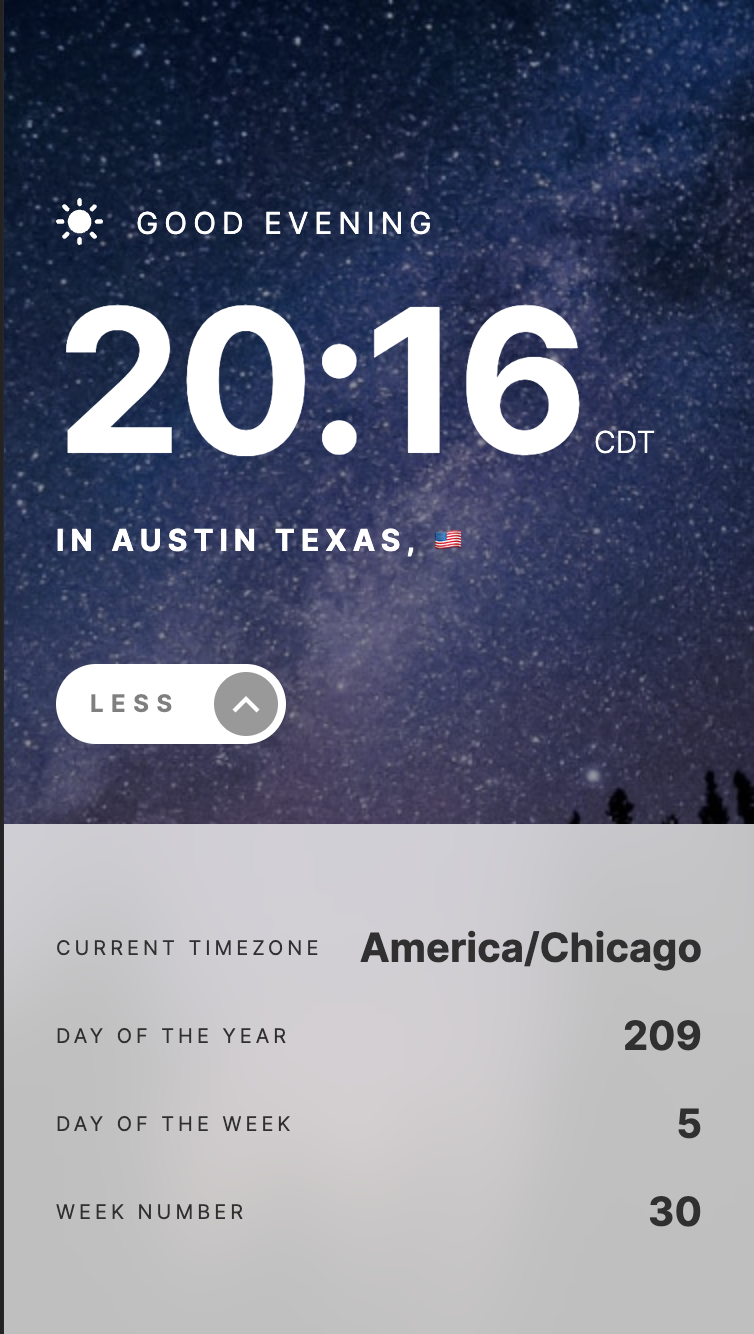 GOOD EVENING
20:16 CDT
IN AUSTIN TEXAS, 🇺🇸
LESS
CURRENT TIMEZONE America/Chicago
DAY OF THE YEAR 209
DAY OF THE WEEK 5
WEEK NUMBER 30